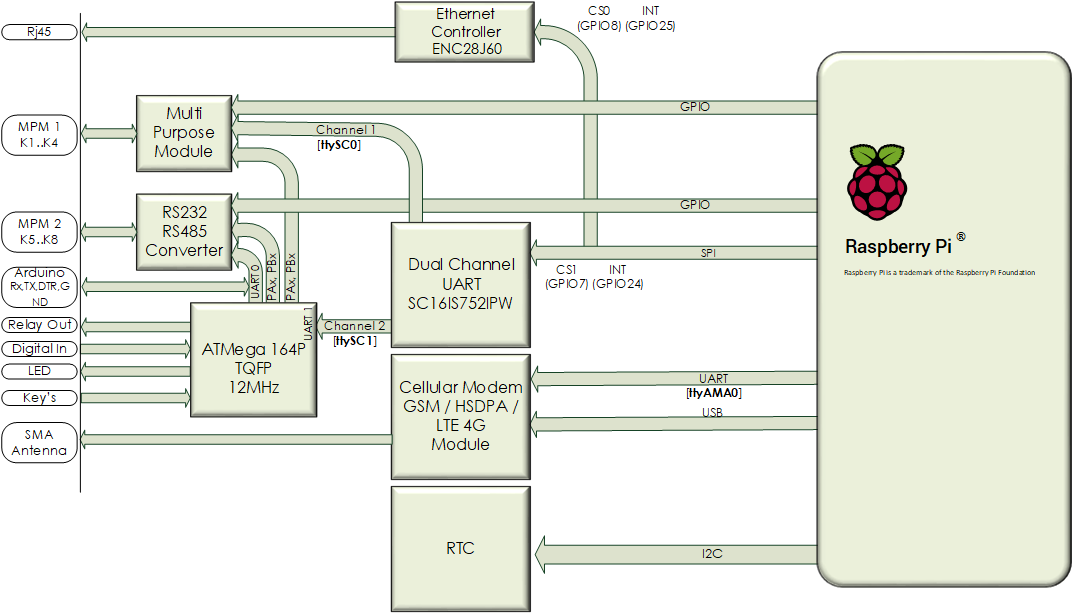 Ethernet
Controller
ENC28J60
CS0 INT
(GPIO8) (GPIO25)
Rj45
GPIO
Multi
Purpose
Module
MPM 1
K1..K4
Channel 1
[ttySC0]
GPIO
RS232
RS485
Converter
MPM 2
K5..K8
Raspberry Pi ®
Raspberry Pi is a trademark of the Raspberry Pi Foundation
SPI
CS1 INT
(GPIO7) (GPIO24)
Dual Channel
UART
SC16IS752IPW
Arduino
Rx,TX,DTR,G
ND
UART 0
PAx, PBx
PAx, PBx
UART 1
Relay Out
Digital In
LED
Key's
Channel 2
[ttySC1]
ATMega 164P
TQFP
12MHz
Cellular Modem
GSM / HSDPA /
LTE 4G
Module
UART
[ttyAMA0]
USB
SMA
Antenna
RTC
I2C